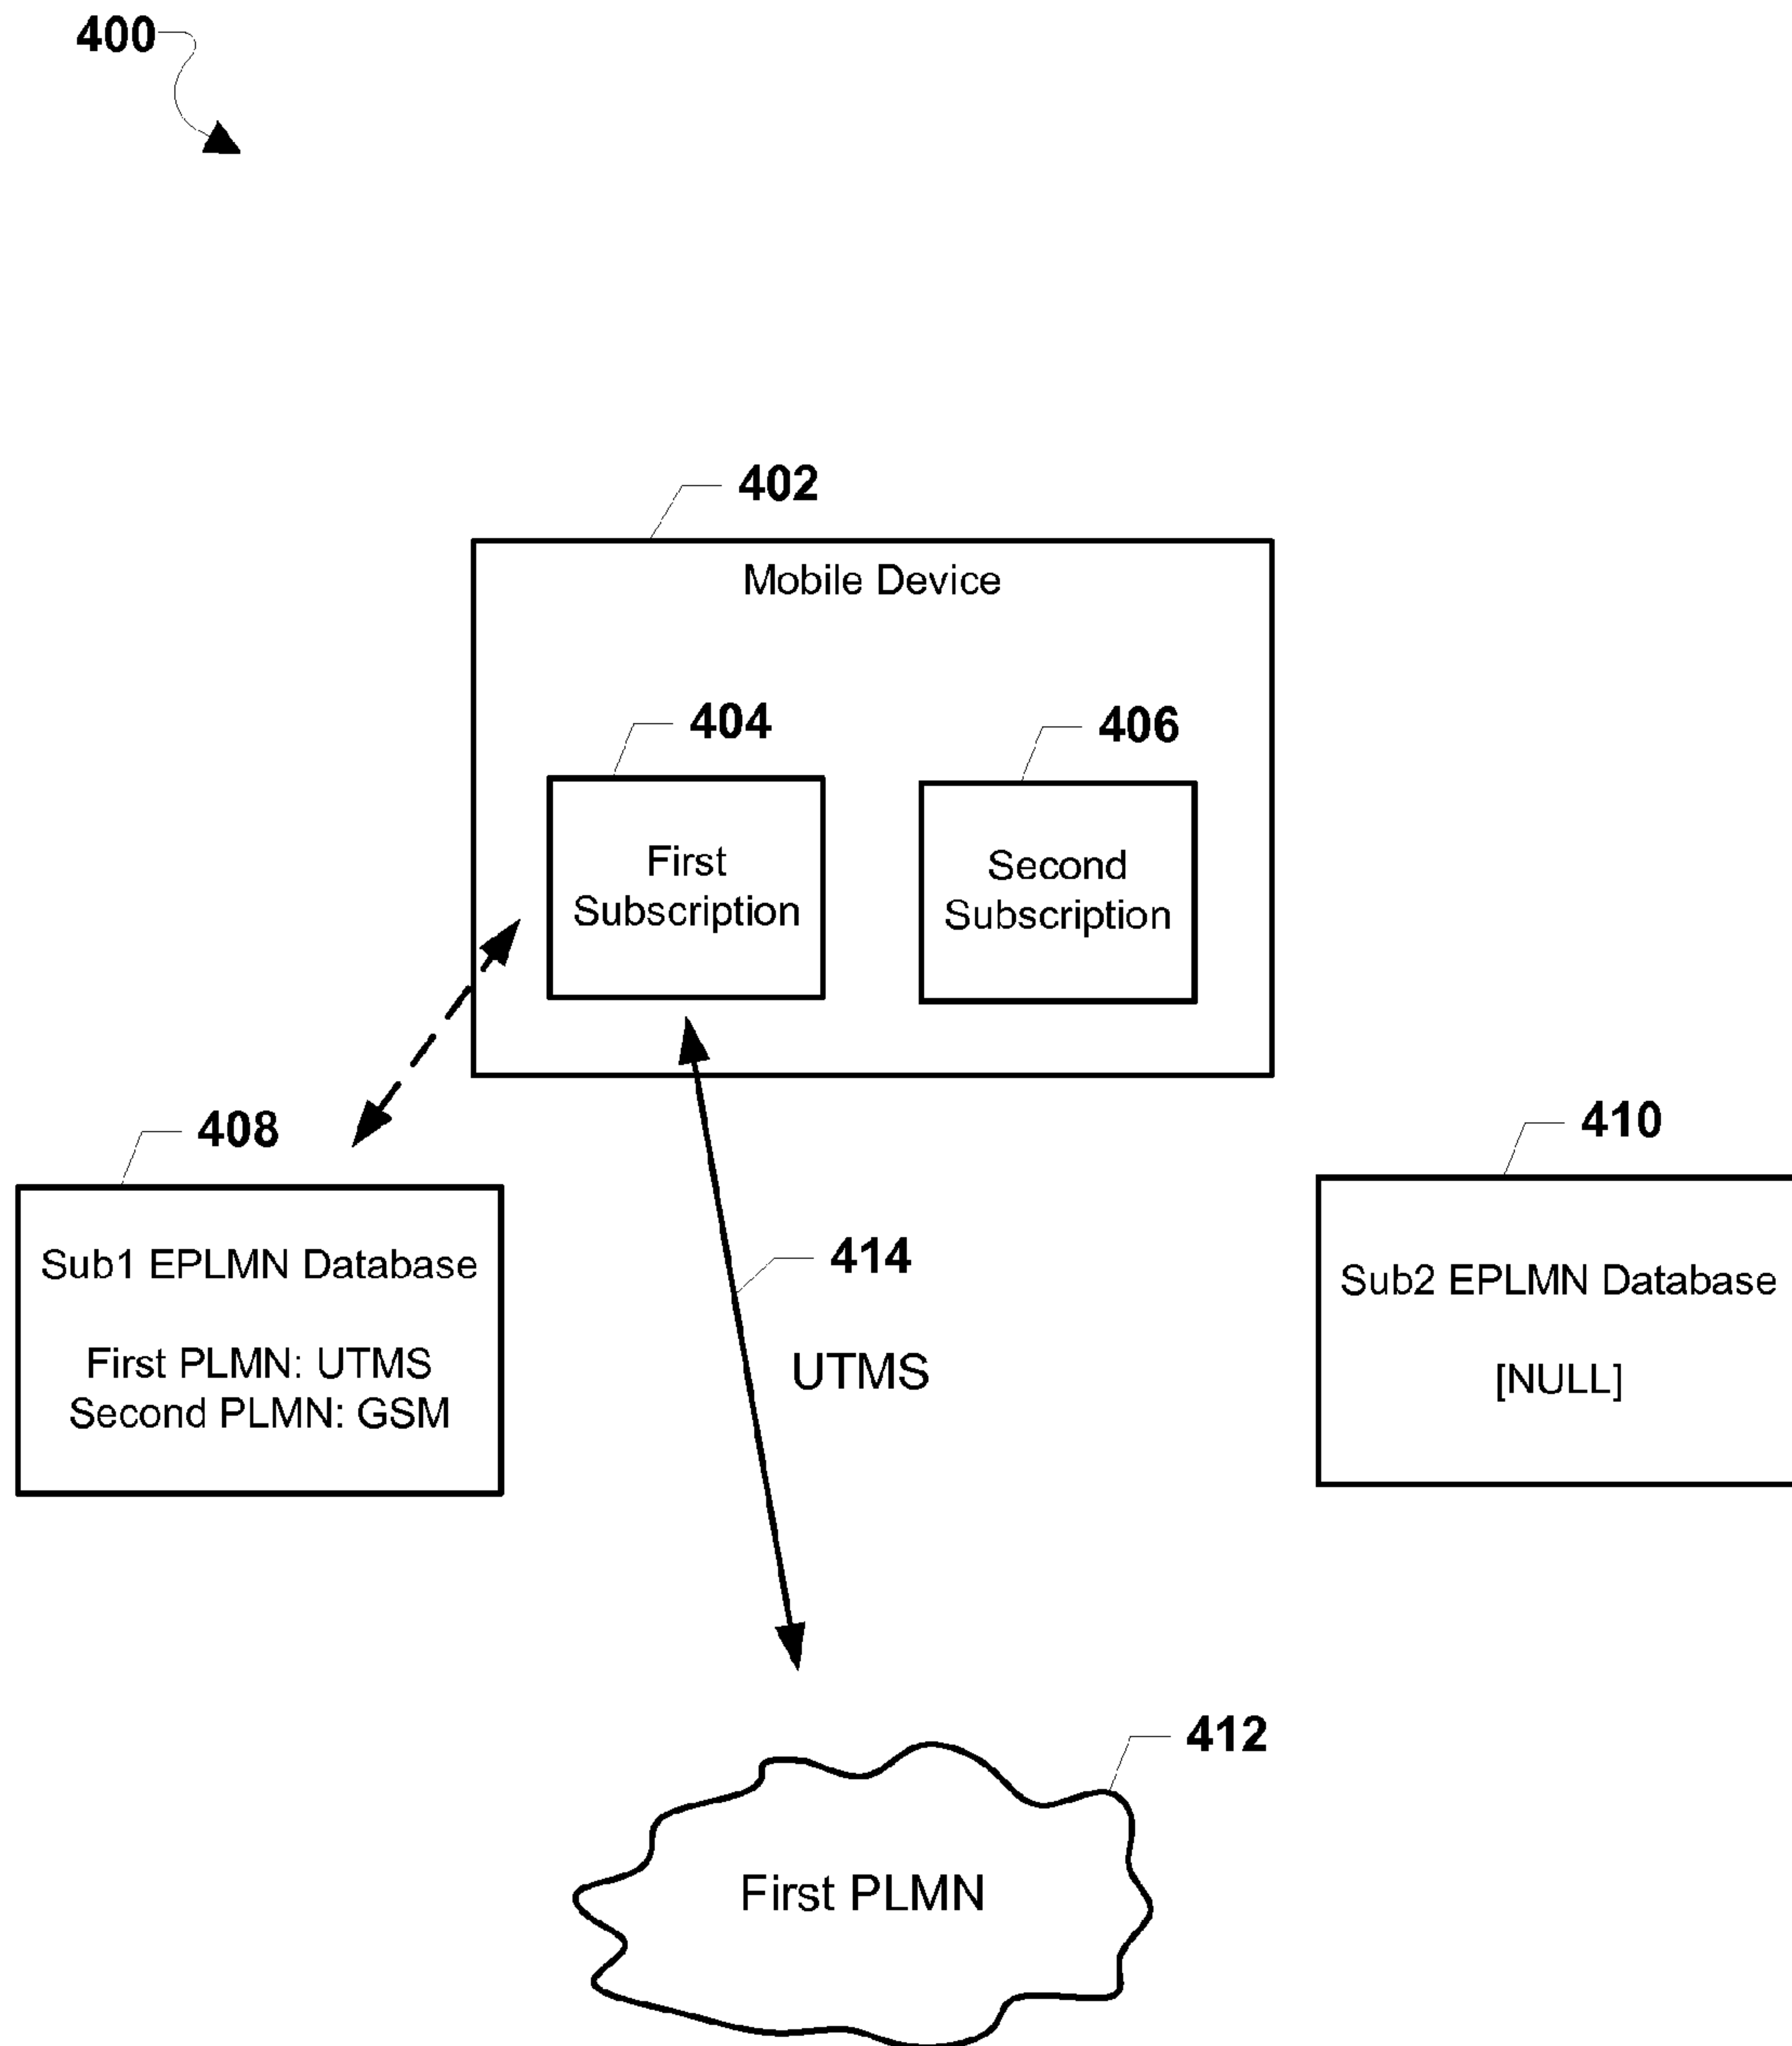 400
402
Mobile Device
404
406
First
Subscription
Second
Subscription
408
410
Sub1 EPLMN Database
First PLMN: UTMS
Second PLMN: GSM
414
UTMS
Sub2 EPLMN Database
[NULL]
412
First PLMN